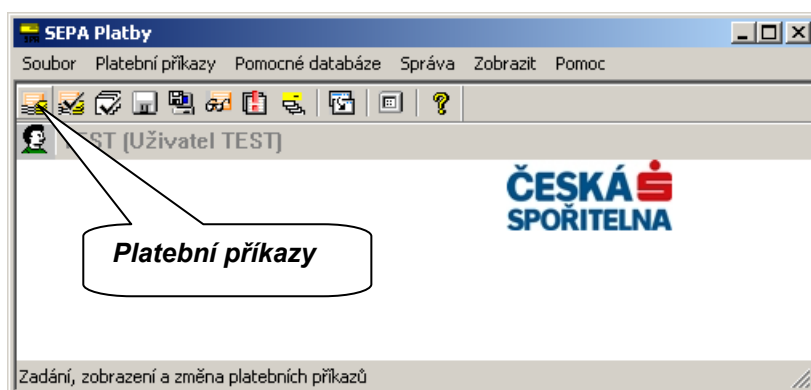 SEPA Platby
Soubor Platební příkazy Pomocné databáze Správa Zobrazit Pomoc
EST (Uživatel TEST)
ČESKÁ
SPOŘITELNA
Platební příkazy
Zadání, zobrazení a změna platebních příkazů